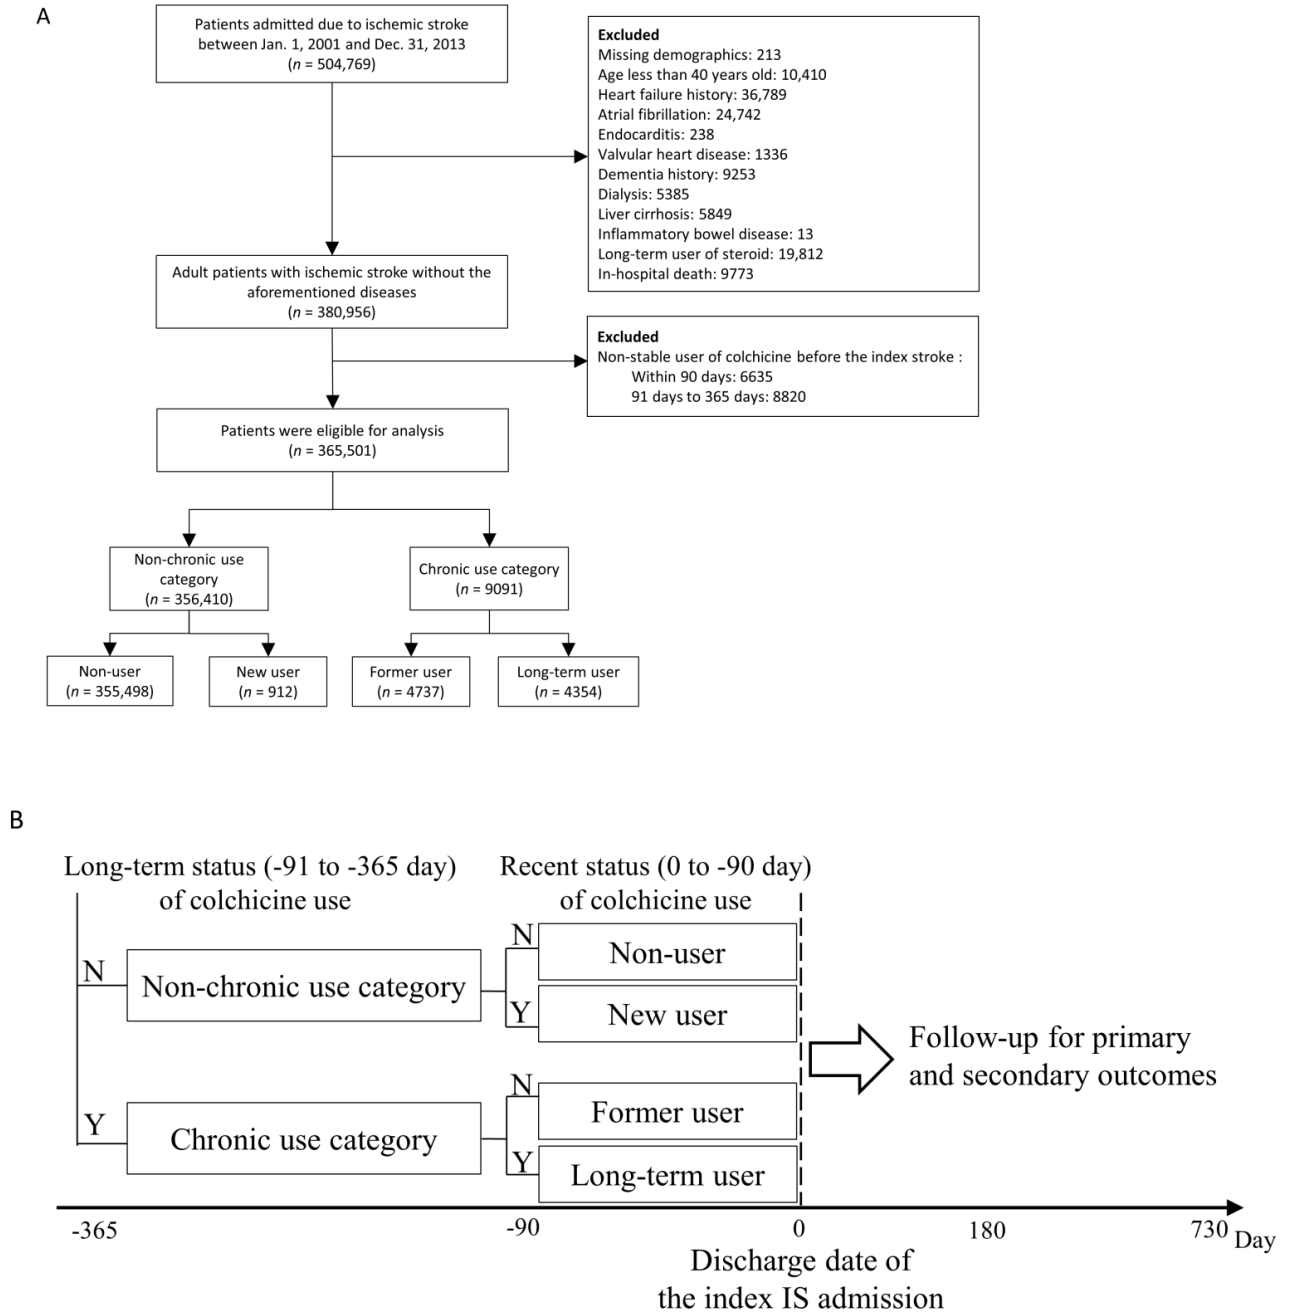 A
Patients admitted due to ischemic stroke
between Jan. 1, 2001 and Dec. 31, 2013
(n = 504,769)
Excluded
Missing demographics: 213
Age less than 40 years old: 10,410
Heart failure history: 36,789
Atrial fibrillation: 24,742
Endocarditis: 238
Valvular heart disease: 1336
Dementia history: 9253
Dialysis: 5385
Liver cirrhosis: 5849
Inflammatory bowel disease: 13
Long-term user of steroid: 19,812
In-hospital death: 9773
Adult patients with ischemic stroke without the
aforementioned diseases
(n = 380,956)
Excluded
Non-stable user of colchicine before the index stroke :
Within 90 days: 6635
91 days to 365 days: 8820
Patients were eligible for analysis
(n = 365,501)
Non-chronic use
category
(n = 356,410)
Chronic use category
(n = 9091)
Non-user
(n = 355,498)
New user
(n = 912)
Former user
(n = 4737)
Long-term user
(n = 4354)
B
Long-term status (-91 to -365 day)
of colchicine use
Recent status (0 to -90 day)
of colchicine use
N
Non-chronic use category
N
Non-user
Y
New user
Y
Chronic use category
N
Former user
Y
Long-term user
Follow-up for primary
and secondary outcomes
-365
-90
0
180
730
Day
Discharge date of
the index IS admission